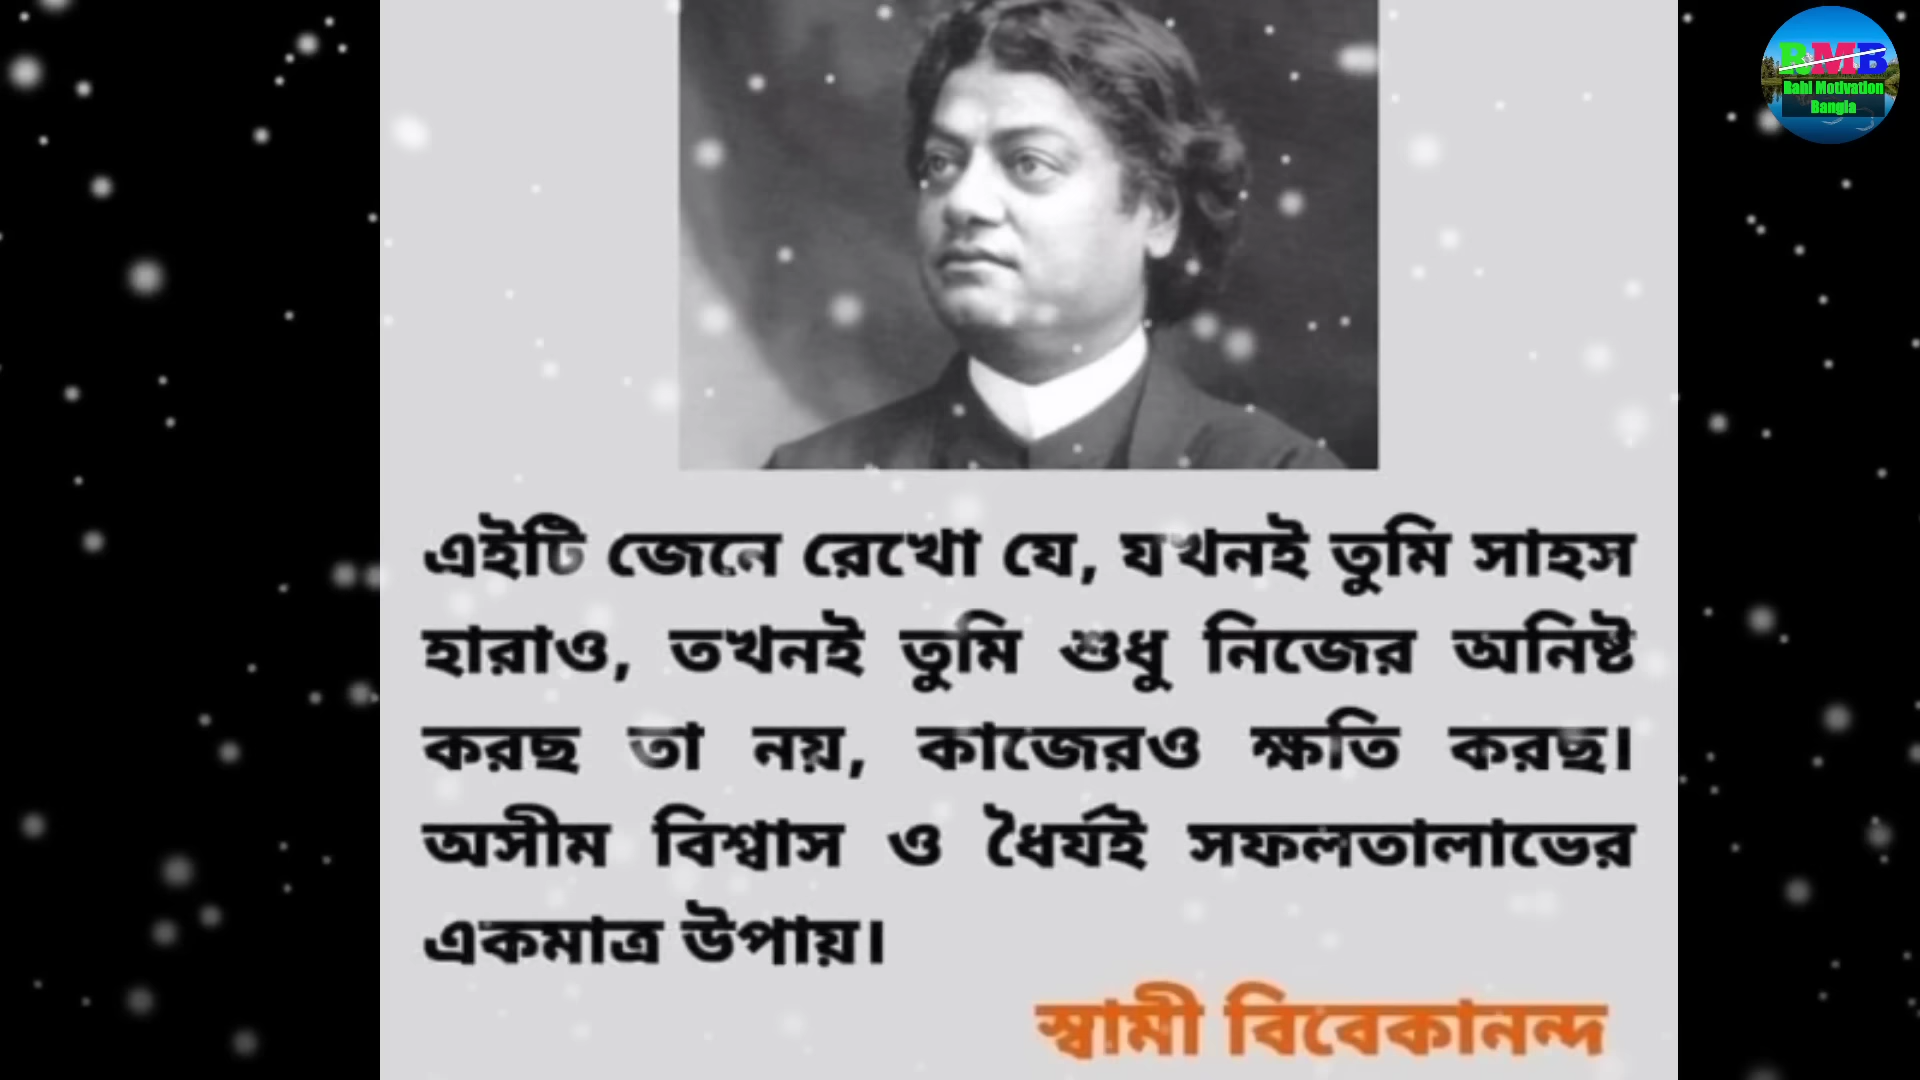 RMB
Rahi Motivation
Bangla
এইটি জেনে রেখো যে, যখনই তুমি সাহস
হারাও, তখনই তুমি শুধু নিজের অনিষ্ট
করছ তা নয়, কাজেরও ক্ষতি করছ।
অসীম বিশ্বাস ও ধৈর্যই সফলতালাভের
একমাত্র উপায়।
স্বামী বিবেকানন্দ